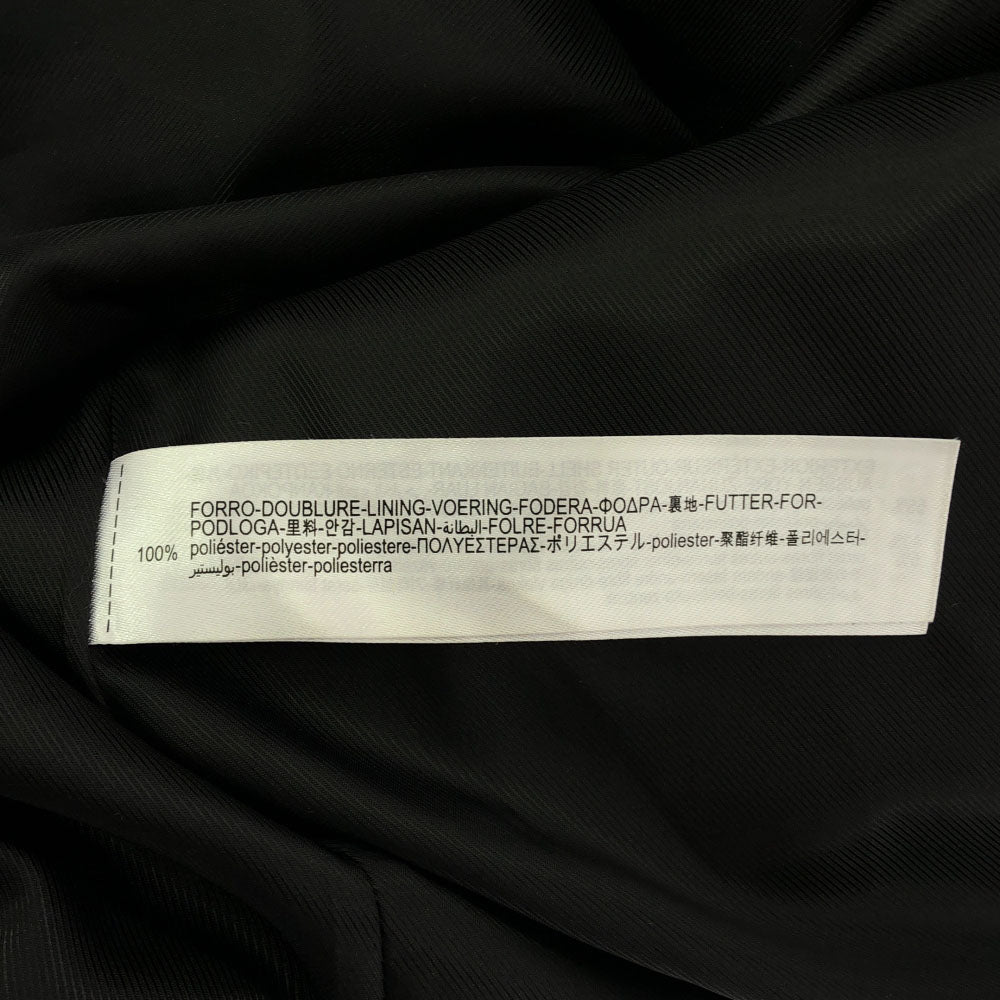 FORRO-DOUBLURE-LINING-VOERING-FODERA-ΦΟΔΡΑ-裏地-FUTTER-FOR-
PODLOGA-里料-안감-LAPISAN-البطانة-FOLRE-FORRUA
100% poliéster-polyester-poliestere-ΠΟΛΥΕΣΤΕΡΑΣ-ポリエステル-poliester-聚酯纤维-폴리에스터-
بوليستير-polièster-poliesterra